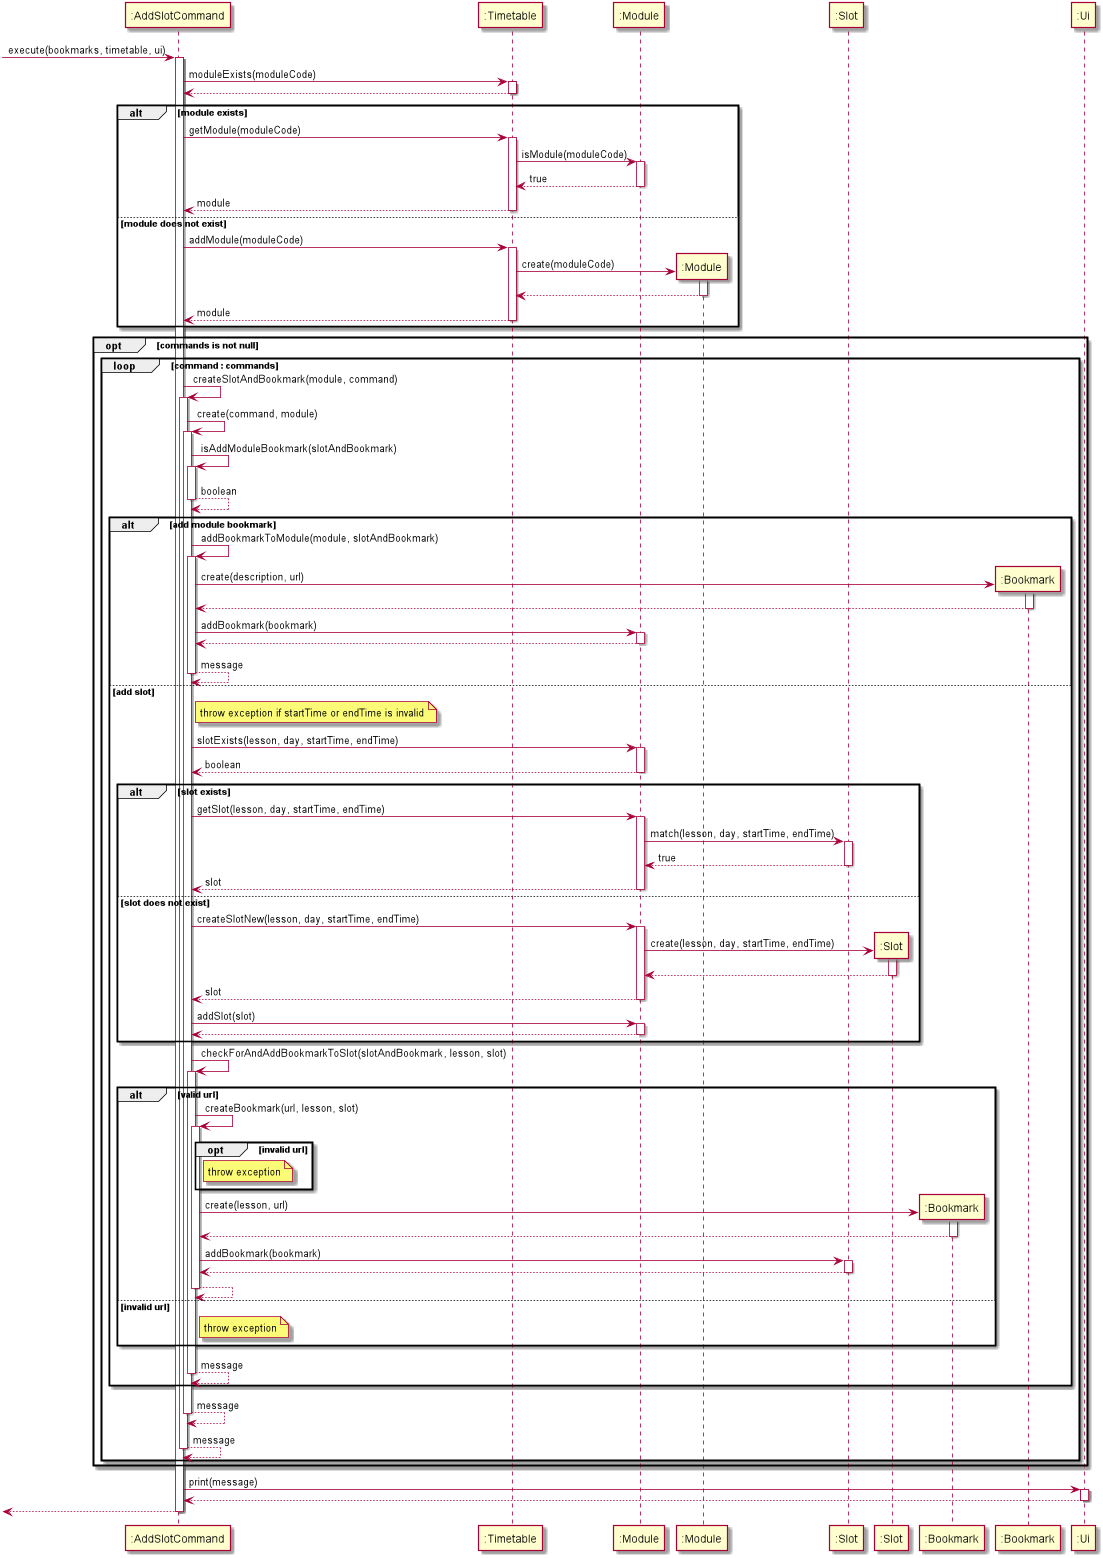 :AddSlotCommand :Timetable :Module :Slot :Ui
execute(bookmarks, timetable, ui)
moduleExists(moduleCode)
alt [module exists]
getModule(moduleCode)
isModule(moduleCode)
true
module
[module does not exist]
addModule(moduleCode)
:Module
create(moduleCode)
module
opt [commands is not null]
loop [command : commands]
createSlotAndBookmark(module, command)
create(command, module)
isAddModuleBookmark(slotAndBookmark)
boolean
alt [add module bookmark]
addBookmarkToModule(module, slotAndBookmark)
:Bookmark
create(description, url)
addBookmark(bookmark)
message
[add slot]
throw exception if startTime or endTime is invalid
slotExists(lesson, day, startTime, endTime)
boolean
alt [slot exists]
getSlot(lesson, day, startTime, endTime)
match(lesson, day, startTime, endTime)
true
slot
[slot does not exist]
createSlotNew(lesson, day, startTime, endTime)
:Slot
create(lesson, day, startTime, endTime)
slot
addSlot(slot)
checkForAndAddBookmarkToSlot(slotAndBookmark, lesson, slot)
alt [valid url]
createBookmark(url, lesson, slot)
opt [invalid url]
throw exception
create(lesson, url)
:Bookmark
addBookmark(bookmark)
[invalid url]
throw exception
message
message
message
print(message)
:AddSlotCommand :Timetable :Module :Module :Slot :Slot :Bookmark :Bookmark :Ui